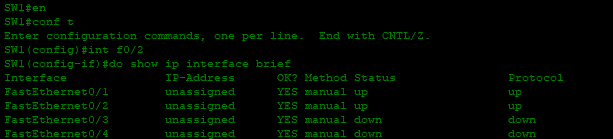 SW1#en
SW1#conf t
Enter configuration commands, one per line.  End with CNTL/Z.
SW1(config)#int f0/2
SW1(config-if)#do show ip interface brief
Interface              IP-Address      OK? Method Status                Protocol
FastEthernet0/1        unassigned      YES manual up                    up
FastEthernet0/2        unassigned      YES manual up                    up
FastEthernet0/3        unassigned      YES manual down                  down
FastEthernet0/4        unassigned      YES manual down                  down